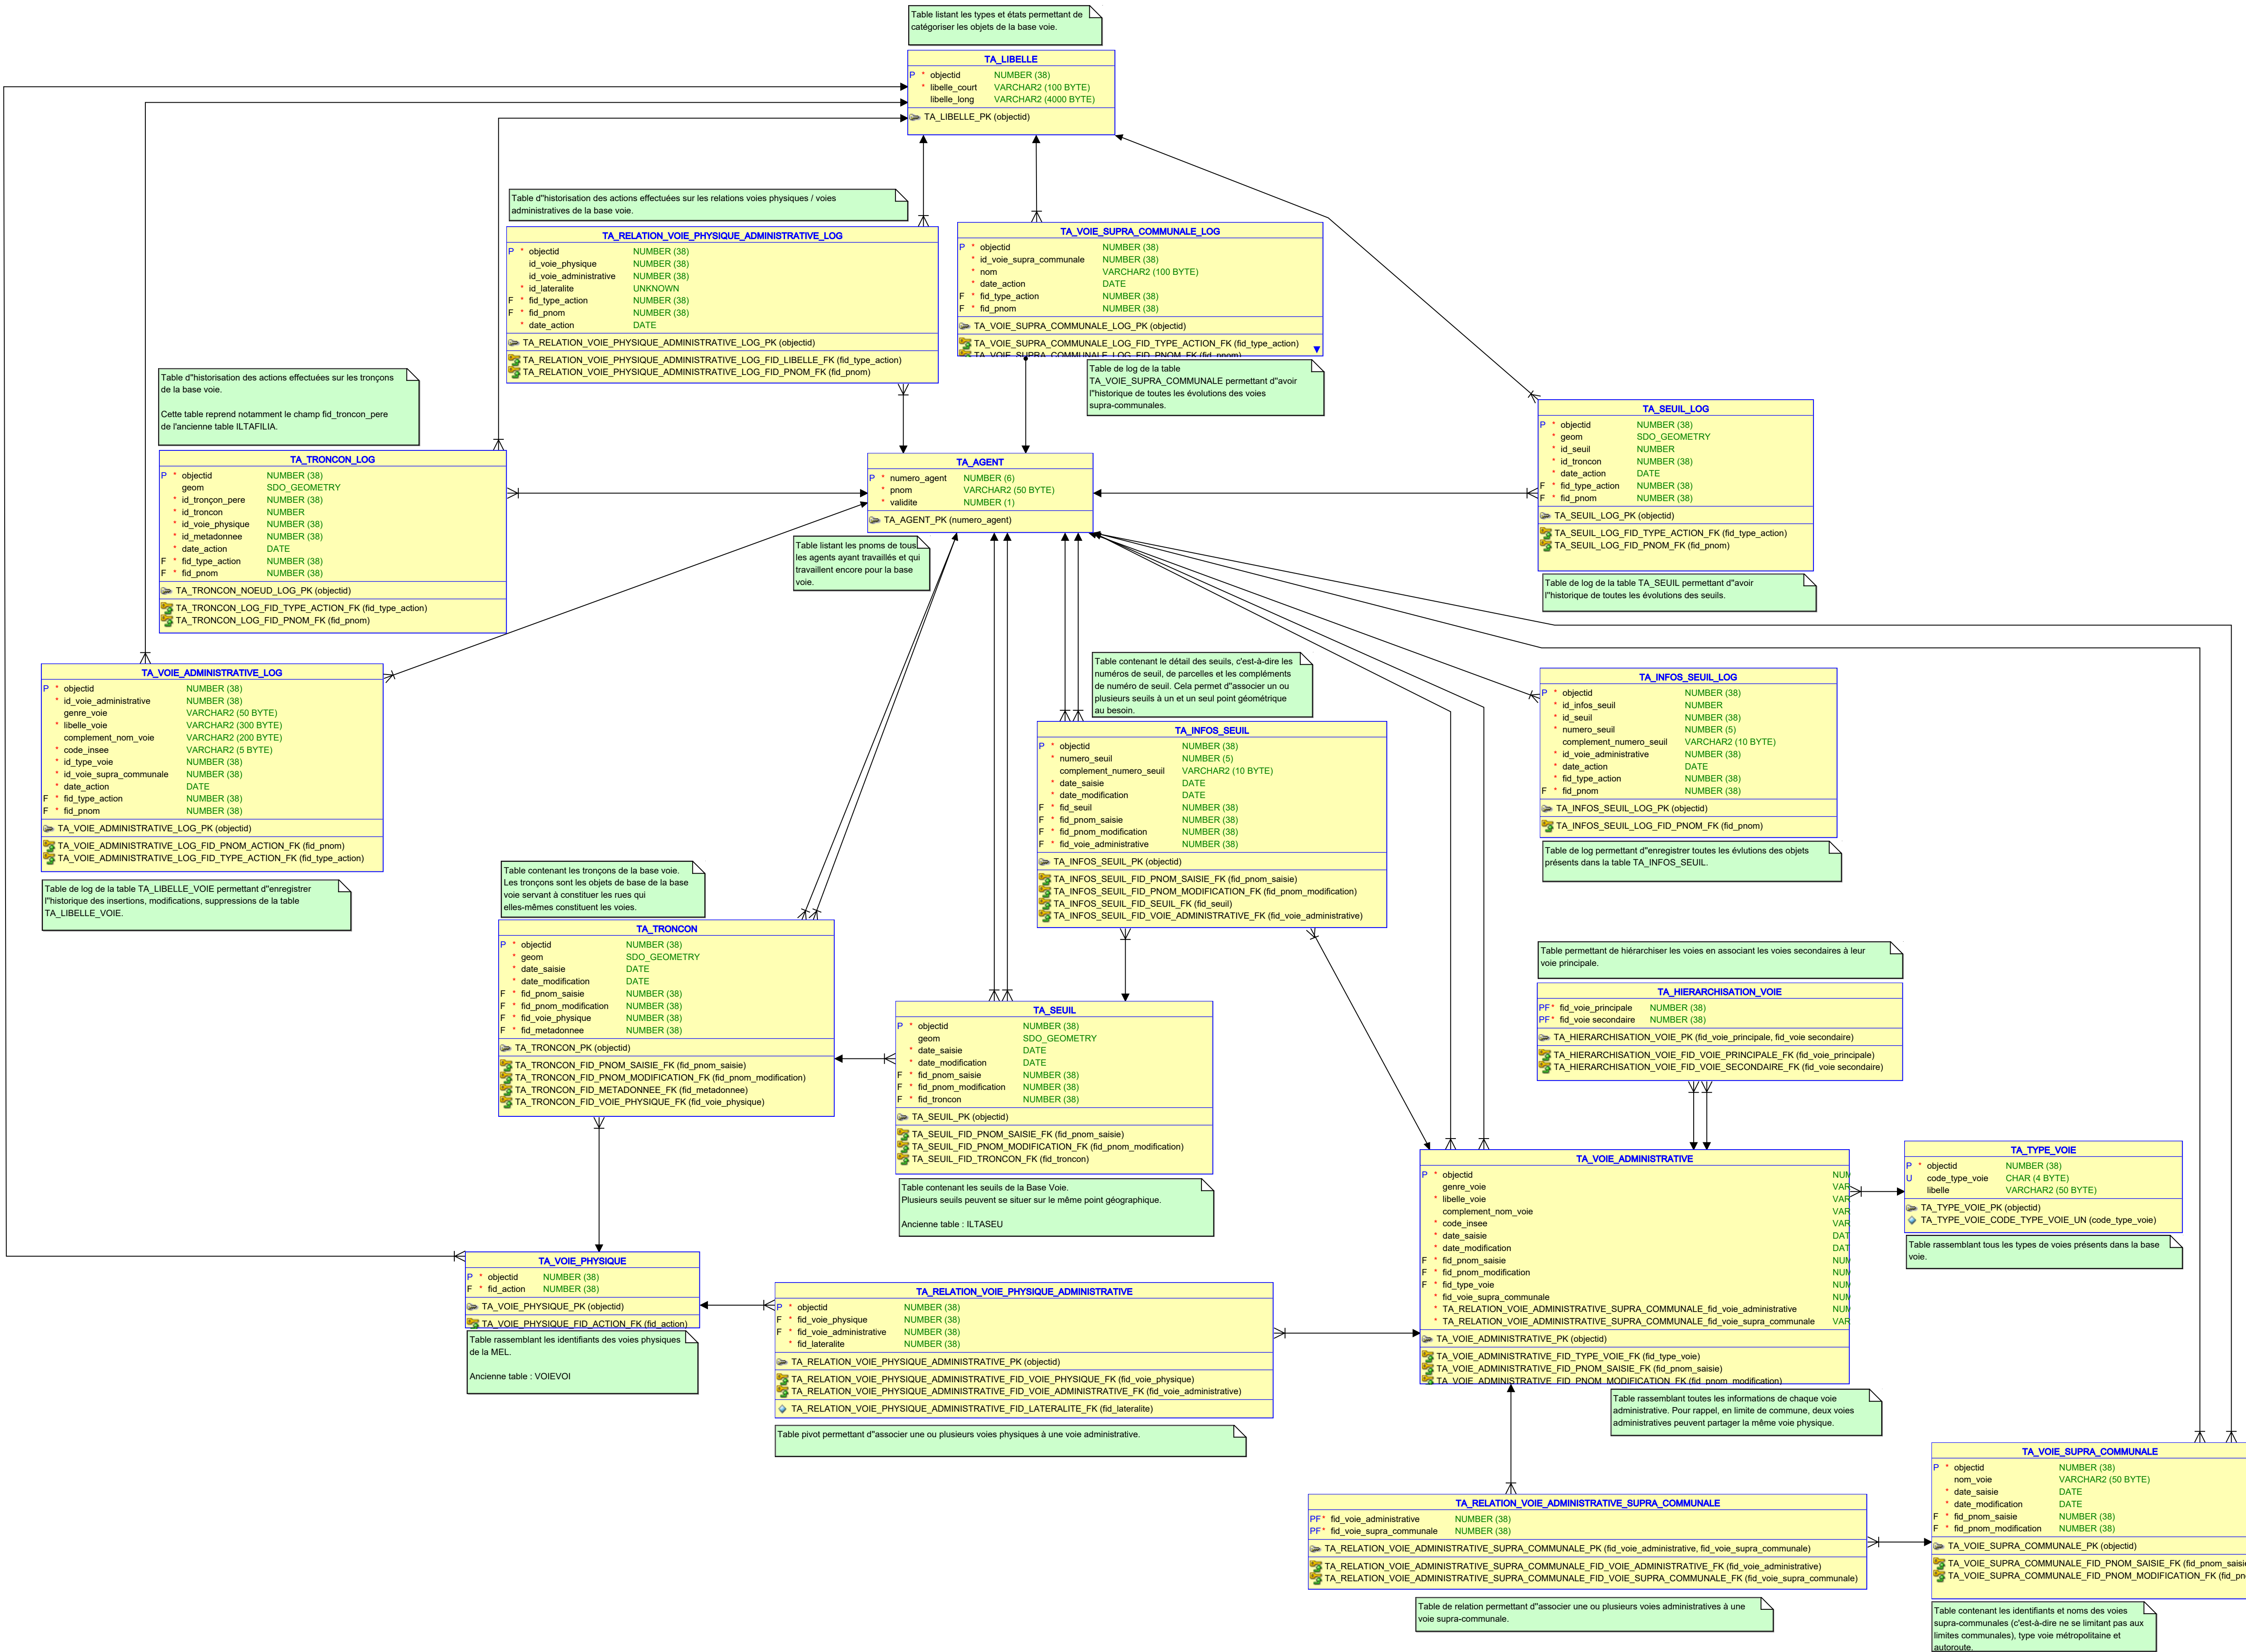 Table listant les types et états permettant de
catégoriser les objets de la base voie.
TA_LIBELLE
P * objectid NUMBER (38)
* libelle_court VARCHAR2 (100 BYTE)
libelle_long VARCHAR2 (4000 BYTE)
TA_LIBELLE_PK (objectid)
Table d"historisation des actions effectuées sur les relations voies physiques / voies
administratives de la base voie.
TA_RELATION_VOIE_PHYSIQUE_ADMINISTRATIVE_LOG
P * objectid NUMBER (38)
id_voie_physique NUMBER (38)
id_voie_administrative NUMBER (38)
* id_lateralite UNKNOWN
F * fid_type_action NUMBER (38)
F * fid_pnom NUMBER (38)
* date_action DATE
TA_RELATION_VOIE_PHYSIQUE_ADMINISTRATIVE_LOG_PK (objectid)
TA_RELATION_VOIE_PHYSIQUE_ADMINISTRATIVE_LOG_FID_LIBELLE_FK (fid_type_action)
TA_RELATION_VOIE_PHYSIQUE_ADMINISTRATIVE_LOG_FID_PNOM_FK (fid_pnom)
TA_VOIE_SUPRA_COMMUNALE_LOG
P * objectid NUMBER (38)
* id_voie_supra_communale NUMBER (38)
* nom VARCHAR2 (100 BYTE)
* date_action DATE
F * fid_type_action NUMBER (38)
F * fid_pnom NUMBER (38)
TA_VOIE_SUPRA_COMMUNALE_LOG_PK (objectid)
TA_VOIE_SUPRA_COMMUNALE_LOG_FID_TYPE_ACTION_FK (fid_type_action)
TA_VOIE_SUPRA_COMMUNALE_LOG_FID_PNOM_FK (fid_pnom)
Table de log de la table
TA_VOIE_SUPRA_COMMUNALE permettant d"avoir
l"historique de toutes les évolutions des voies
supra-communales.
Table d"historisation des actions effectuées sur les tronçons
de la base voie.
Cette table reprend notamment le champ fid_troncon_pere
de l'ancienne table ILTAFILIA.
TA_TRONCON_LOG
P * objectid NUMBER (38)
geom SDO_GEOMETRY
* id_tronçon_pere NUMBER (38)
* id_troncon NUMBER
* id_voie_physique NUMBER (38)
* id_metadonnee NUMBER (38)
* date_action DATE
F * fid_type_action NUMBER (38)
F * fid_pnom NUMBER (38)
TA_TRONCON_NOEUD_LOG_PK (objectid)
TA_TRONCON_LOG_FID_TYPE_ACTION_FK (fid_type_action)
TA_TRONCON_LOG_FID_PNOM_FK (fid_pnom)
TA_AGENT
P * numero_agent NUMBER (6)
* pnom VARCHAR2 (50 BYTE)
* validite NUMBER (1)
TA_AGENT_PK (numero_agent)
Table listant les pnoms de tous
les agents ayant travaillés et qui
travaillent encore pour la base
voie.
TA_SEUIL_LOG
P * objectid NUMBER (38)
* geom SDO_GEOMETRY
* id_seuil NUMBER
* id_troncon NUMBER (38)
* date_action DATE
F * fid_type_action NUMBER (38)
F * fid_pnom NUMBER (38)
TA_SEUIL_LOG_PK (objectid)
TA_SEUIL_LOG_FID_TYPE_ACTION_FK (fid_type_action)
TA_SEUIL_LOG_FID_PNOM_FK (fid_pnom)
Table de log de la table TA_SEUIL permettant d"avoir
l"historique de toutes les évolutions des seuils.
TA_VOIE_ADMINISTRATIVE_LOG
P * objectid NUMBER (38)
* id_voie_administrative NUMBER (38)
genre_voie VARCHAR2 (50 BYTE)
* libelle_voie VARCHAR2 (300 BYTE)
complement_nom_voie VARCHAR2 (200 BYTE)
* code_insee VARCHAR2 (5 BYTE)
* id_type_voie NUMBER (38)
* id_voie_supra_communale NUMBER (38)
* date_action DATE
F * fid_type_action NUMBER (38)
F * fid_pnom NUMBER (38)
TA_VOIE_ADMINISTRATIVE_LOG_PK (objectid)
TA_VOIE_ADMINISTRATIVE_LOG_FID_PNOM_ACTION_FK (fid_pnom)
TA_VOIE_ADMINISTRATIVE_LOG_FID_TYPE_ACTION_FK (fid_type_action)
Table de log de la table TA_LIBELLE_VOIE permettant d"enregistrer
l"historique des insertions, modifications, suppressions de la table
TA_LIBELLE_VOIE.
Table contenant le détail des seuils, c'est-à-dire les
numéros de seuil, de parcelles et les compléments
de numéro de seuil. Cela permet d"associer un ou
plusieurs seuils à un et un seul point géométrique
au besoin.
TA_INFOS_SEUIL
P * objectid NUMBER (38)
* numero_seuil NUMBER (5)
complement_numero_seuil VARCHAR2 (10 BYTE)
* date_saisie DATE
* date_modification DATE
F * fid_seuil NUMBER (38)
F * fid_pnom_saisie NUMBER (38)
F * fid_pnom_modification NUMBER (38)
F * fid_voie_administrative NUMBER (38)
TA_INFOS_SEUIL_PK (objectid)
TA_INFOS_SEUIL_FID_PNOM_SAISIE_FK (fid_pnom_saisie)
TA_INFOS_SEUIL_FID_PNOM_MODIFICATION_FK (fid_pnom_modification)
TA_INFOS_SEUIL_FID_SEUIL_FK (fid_seuil)
TA_INFOS_SEUIL_FID_VOIE_ADMINISTRATIVE_FK (fid_voie_administrative)
TA_INFOS_SEUIL_LOG
P * objectid NUMBER (38)
* id_infos_seuil NUMBER
* id_seuil NUMBER (38)
* numero_seuil NUMBER (5)
complement_numero_seuil VARCHAR2 (10 BYTE)
* id_voie_administrative NUMBER (38)
* date_action DATE
* fid_type_action NUMBER (38)
F * fid_pnom NUMBER (38)
TA_INFOS_SEUIL_LOG_PK (objectid)
TA_INFOS_SEUIL_LOG_FID_PNOM_FK (fid_pnom)
Table de log permettant d"enregistrer toutes les évlutions des objets
présents dans la table TA_INFOS_SEUIL.
Table contenant les tronçons de la base voie.
Les tronçons sont les objets de base de la base
voie servant à constituer les rues qui
elles-mêmes constituent les voies.
TA_TRONCON
P * objectid NUMBER (38)
* geom SDO_GEOMETRY
* date_saisie DATE
* date_modification DATE
F * fid_pnom_saisie NUMBER (38)
F * fid_pnom_modification NUMBER (38)
F * fid_voie_physique NUMBER (38)
F * fid_metadonnee NUMBER (38)
TA_TRONCON_PK (objectid)
TA_TRONCON_FID_PNOM_SAISIE_FK (fid_pnom_saisie)
TA_TRONCON_FID_PNOM_MODIFICATION_FK (fid_pnom_modification)
TA_TRONCON_FID_METADONNEE_FK (fid_metadonnee)
TA_TRONCON_FID_VOIE_PHYSIQUE_FK (fid_voie_physique)
TA_SEUIL
P * objectid NUMBER (38)
geom SDO_GEOMETRY
* date_saisie DATE
* date_modification DATE
F * fid_pnom_saisie NUMBER (38)
F * fid_pnom_modification NUMBER (38)
F * fid_troncon NUMBER (38)
TA_SEUIL_PK (objectid)
TA_SEUIL_FID_PNOM_SAISIE_FK (fid_pnom_saisie)
TA_SEUIL_FID_PNOM_MODIFICATION_FK (fid_pnom_modification)
TA_SEUIL_FID_TRONCON_FK (fid_troncon)
Table contenant les seuils de la Base Voie.
Plusieurs seuils peuvent se situer sur le même point géographique.
Ancienne table : ILTASEU
Table permettant de hiérarchiser les voies en associant les voies secondaires à leur
voie principale.
TA_HIERARCHISATION_VOIE
PF* fid_voie_principale NUMBER (38)
PF* fid_voie secondaire NUMBER (38)
TA_HIERARCHISATION_VOIE_PK (fid_voie_principale, fid_voie secondaire)
TA_HIERARCHISATION_VOIE_FID_VOIE_PRINCIPALE_FK (fid_voie_principale)
TA_HIERARCHISATION_VOIE_FID_VOIE_SECONDAIRE_FK (fid_voie secondaire)
TA_VOIE_ADMINISTRATIVE
P * objectid NUM
genre_voie VAR
* libelle_voie VAR
complement_nom_voie VAR
* code_insee VAR
* date_saisie DAT
* date_modification DAT
F * fid_pnom_saisie NUM
F * fid_pnom_modification NUM
F * fid_type_voie NUM
* fid_voie_supra_communale NUM
* TA_RELATION_VOIE_ADMINISTRATIVE_SUPRA_COMMUNALE_fid_voie_administrative NUM
* TA_RELATION_VOIE_ADMINISTRATIVE_SUPRA_COMMUNALE_fid_voie_supra_communale VAR
TA_VOIE_ADMINISTRATIVE_PK (objectid)
TA_VOIE_ADMINISTRATIVE_FID_TYPE_VOIE_FK (fid_type_voie)
TA_VOIE_ADMINISTRATIVE_FID_PNOM_SAISIE_FK (fid_pnom_saisie)
TA_VOIE_ADMINISTRATIVE_FID_PNOM_MODIFICATION_FK (fid_pnom_modification)
Table rassemblant toutes les informations de chaque voie
administrative. Pour rappel, en limite de commune, deux voies
administratives peuvent partager la même voie physique.
TA_TYPE_VOIE
P * objectid NUMBER (38)
U code_type_voie CHAR (4 BYTE)
libelle VARCHAR2 (50 BYTE)
TA_TYPE_VOIE_PK (objectid)
TA_TYPE_VOIE_CODE_TYPE_VOIE_UN (code_type_voie)
Table rassemblant tous les types de voies présents dans la base
voie.
TA_VOIE_PHYSIQUE
P * objectid NUMBER (38)
F * fid_action NUMBER (38)
TA_VOIE_PHYSIQUE_PK (objectid)
TA_VOIE_PHYSIQUE_FID_ACTION_FK (fid_action)
Table rassemblant les identifiants des voies physiques
de la MEL.
Ancienne table : VOIEVOI
TA_RELATION_VOIE_PHYSIQUE_ADMINISTRATIVE
P * objectid NUMBER (38)
F * fid_voie_physique NUMBER (38)
F * fid_voie_administrative NUMBER (38)
* fid_lateralite NUMBER (38)
TA_RELATION_VOIE_PHYSIQUE_ADMINISTRATIVE_PK (objectid)
TA_RELATION_VOIE_PHYSIQUE_ADMINISTRATIVE_FID_VOIE_PHYSIQUE_FK (fid_voie_physique)
TA_RELATION_VOIE_PHYSIQUE_ADMINISTRATIVE_FID_VOIE_ADMINISTRATIVE_FK (fid_voie_administrative)
TA_RELATION_VOIE_PHYSIQUE_ADMINISTRATIVE_FID_LATERALITE_FK (fid_lateralite)
Table pivot permettant d"associer une ou plusieurs voies physiques à une voie administrative.
TA_RELATION_VOIE_ADMINISTRATIVE_SUPRA_COMMUNALE
PF* fid_voie_administrative NUMBER (38)
PF* fid_voie_supra_communale NUMBER (38)
TA_RELATION_VOIE_ADMINISTRATIVE_SUPRA_COMMUNALE_PK (fid_voie_administrative, fid_voie_supra_communale)
TA_RELATION_VOIE_ADMINISTRATIVE_SUPRA_COMMUNALE_FID_VOIE_ADMINISTRATIVE_FK (fid_voie_administrative)
TA_RELATION_VOIE_ADMINISTRATIVE_SUPRA_COMMUNALE_FID_VOIE_SUPRA_COMMUNALE_FK (fid_voie_supra_communale)
Table de relation permettant d"associer une ou plusieurs voies administratives à une
voie supra-communale.
TA_VOIE_SUPRA_COMMUNALE
P * objectid NUMBER (38)
nom_voie VARCHAR2 (50 BYTE)
* date_saisie DATE
* date_modification DATE
F * fid_pnom_saisie NUMBER (38)
F * fid_pnom_modification NUMBER (38)
TA_VOIE_SUPRA_COMMUNALE_PK (objectid)
TA_VOIE_SUPRA_COMMUNALE_FID_PNOM_SAISIE_FK (fid_pnom_saisie
TA_VOIE_SUPRA_COMMUNALE_FID_PNOM_MODIFICATION_FK (fid_pn
Table contenant les identifiants et noms des voies
supra-communales (c'est-à-dire ne se limitant pas aux
limites communales), type voie métropolitaine et
autoroute.